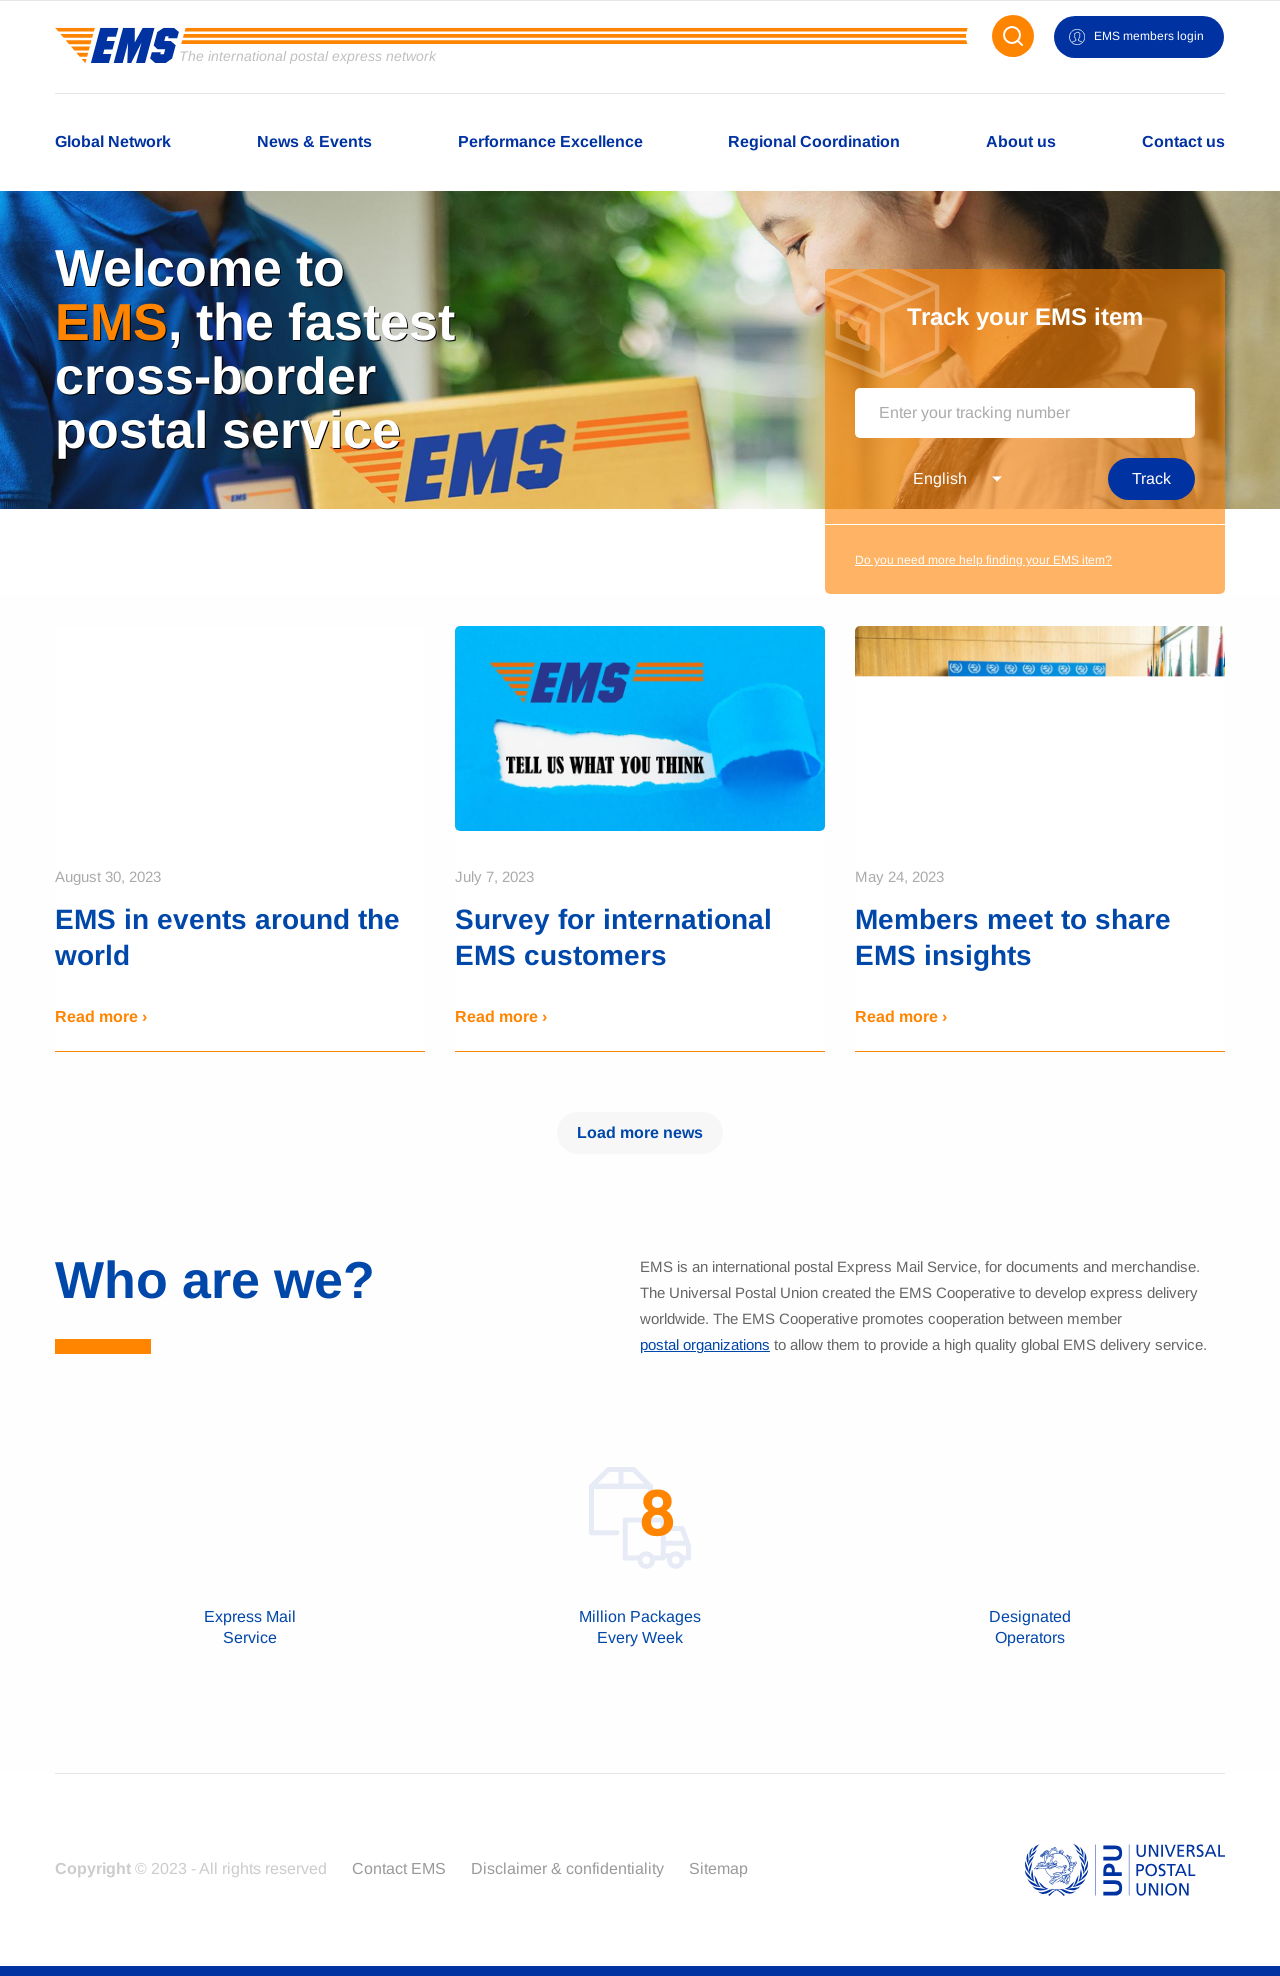 EMS
The international postal express network
EMS members login
Global Network
News & Events
Performance Excellence
Regional Coordination
About us
Contact us
Welcome to
EMS, the fastest
cross-border
postal service
EMS
EMS
Track your EMS item
Enter your tracking number
English
Track
Do you need more help finding your EMS item?
EMS
TELL US WHAT YOU THINK
August 30, 2023
EMS in events around the
world
Read more ›
July 7, 2023
Survey for international
EMS customers
Read more ›
May 24, 2023
Members meet to share
EMS insights
Read more ›
Load more news
Who are we?
EMS is an international postal Express Mail Service, for documents and merchandise.
The Universal Postal Union created the EMS Cooperative to develop express delivery
worldwide. The EMS Cooperative promotes cooperation between member
postal organizations to allow them to provide a high quality global EMS delivery service.
Express Mail
Service
8
Million Packages
Every Week
Designated
Operators
Copyright © 2023 - All rights reserved
Contact EMS
Disclaimer & confidentiality
Sitemap
UPU
UNIVERSAL
POSTAL
UNION